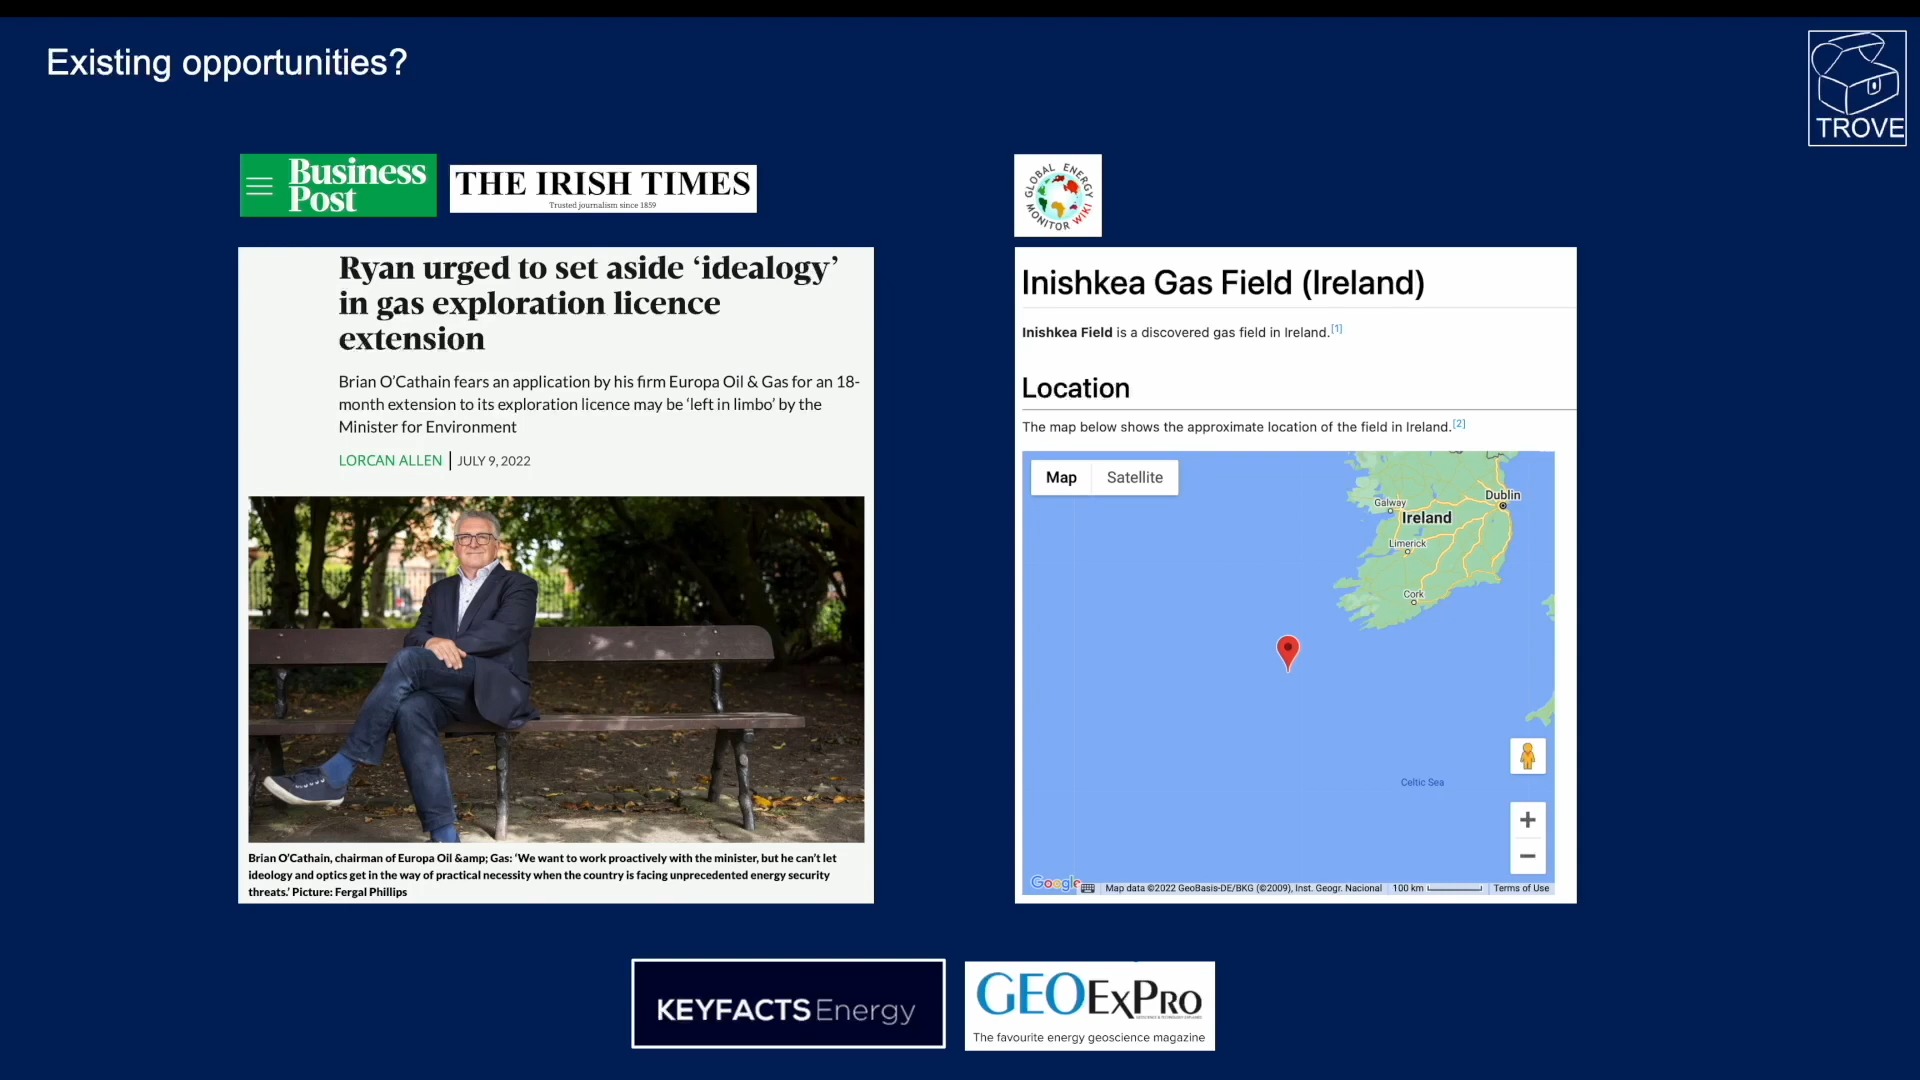 Existing opportunities?
TROVE
Business
Post
THE IRISH TIMES
Trusted journalism since 1859
GLOBAL ENERGY
MONITOR WIKI
Ryan urged to set aside ‘idealogy’
in gas exploration licence
extension
Brian O’Cathain fears an application by his firm Europa Oil & Gas for an 18-
month extension to its exploration licence may be ‘left in limbo’ by the
Minister for Environment
LORCAN ALLEN | JULY 9, 2022
Brian O’Cathain, chairman of Europa Oil &amp; Gas: ‘We want to work proactively with the minister, but he can’t let
ideology and optics get in the way of practical necessity when the country is facing unprecedented energy security
threats.’ Picture: Fergal Phillips
Inishkea Gas Field (Ireland)
Inishkea Field is a discovered gas field in Ireland.[1]
Location
The map below shows the approximate location of the field in Ireland.[2]
Map
Satellite
Dublin
Galway
Ireland
Limerick
Cork
Celtic Sea
Google
Map data ©2022 GeoBasis-DE/BKG (©2009), Inst. Geogr. Nacional
100 km
Terms of Use
KEYFACTS Energy
GEOExPro
The favourite energy geoscience magazine